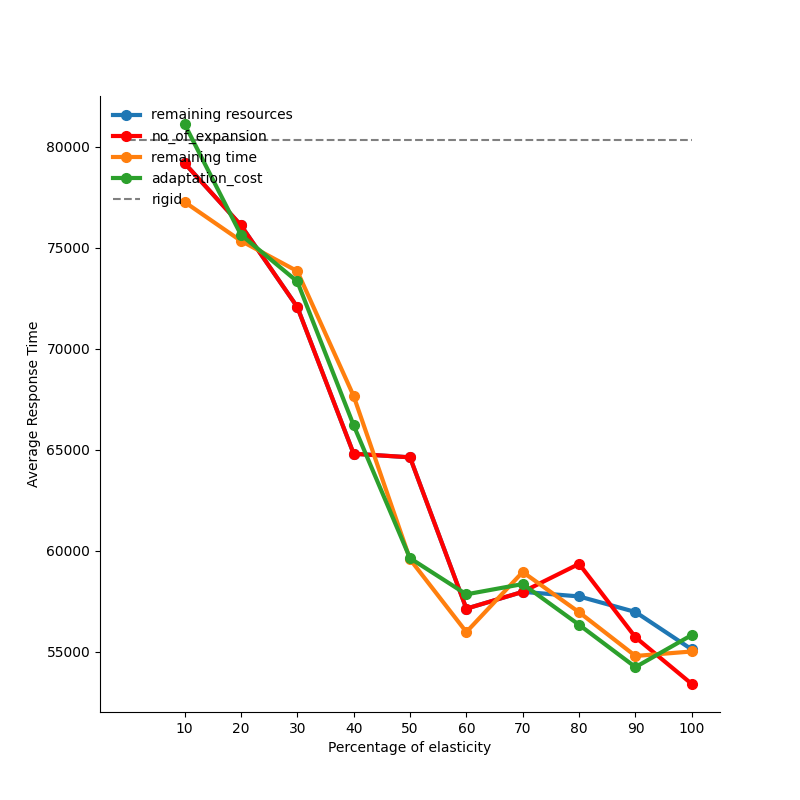 remaining resources
no_of_expansion
remaining time
adaptation_cost
rigid
80000
75000
70000
65000
60000
55000
Average Response Time
10 20 30 40 50 60 70 80 90 100
Percentage of elasticity